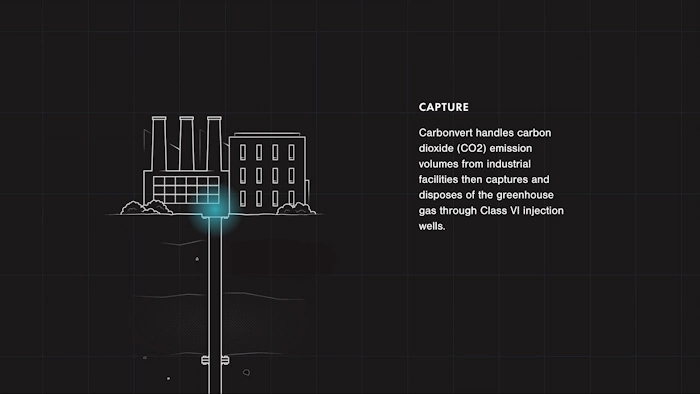 CAPTURE
Carbonvert handles carbon
dioxide (CO2) emission
volumes from industrial
facilities then captures and
disposes of the greenhouse
gas through Class VI injection
wells.